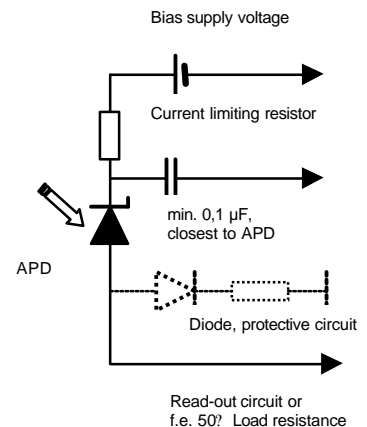 Bias supply voltage
Current limiting resistor
min. 0,1 µF,
closest to APD
APD
Diode, protective circuit
Read-out circuit or
f.e. 50? Load resistance